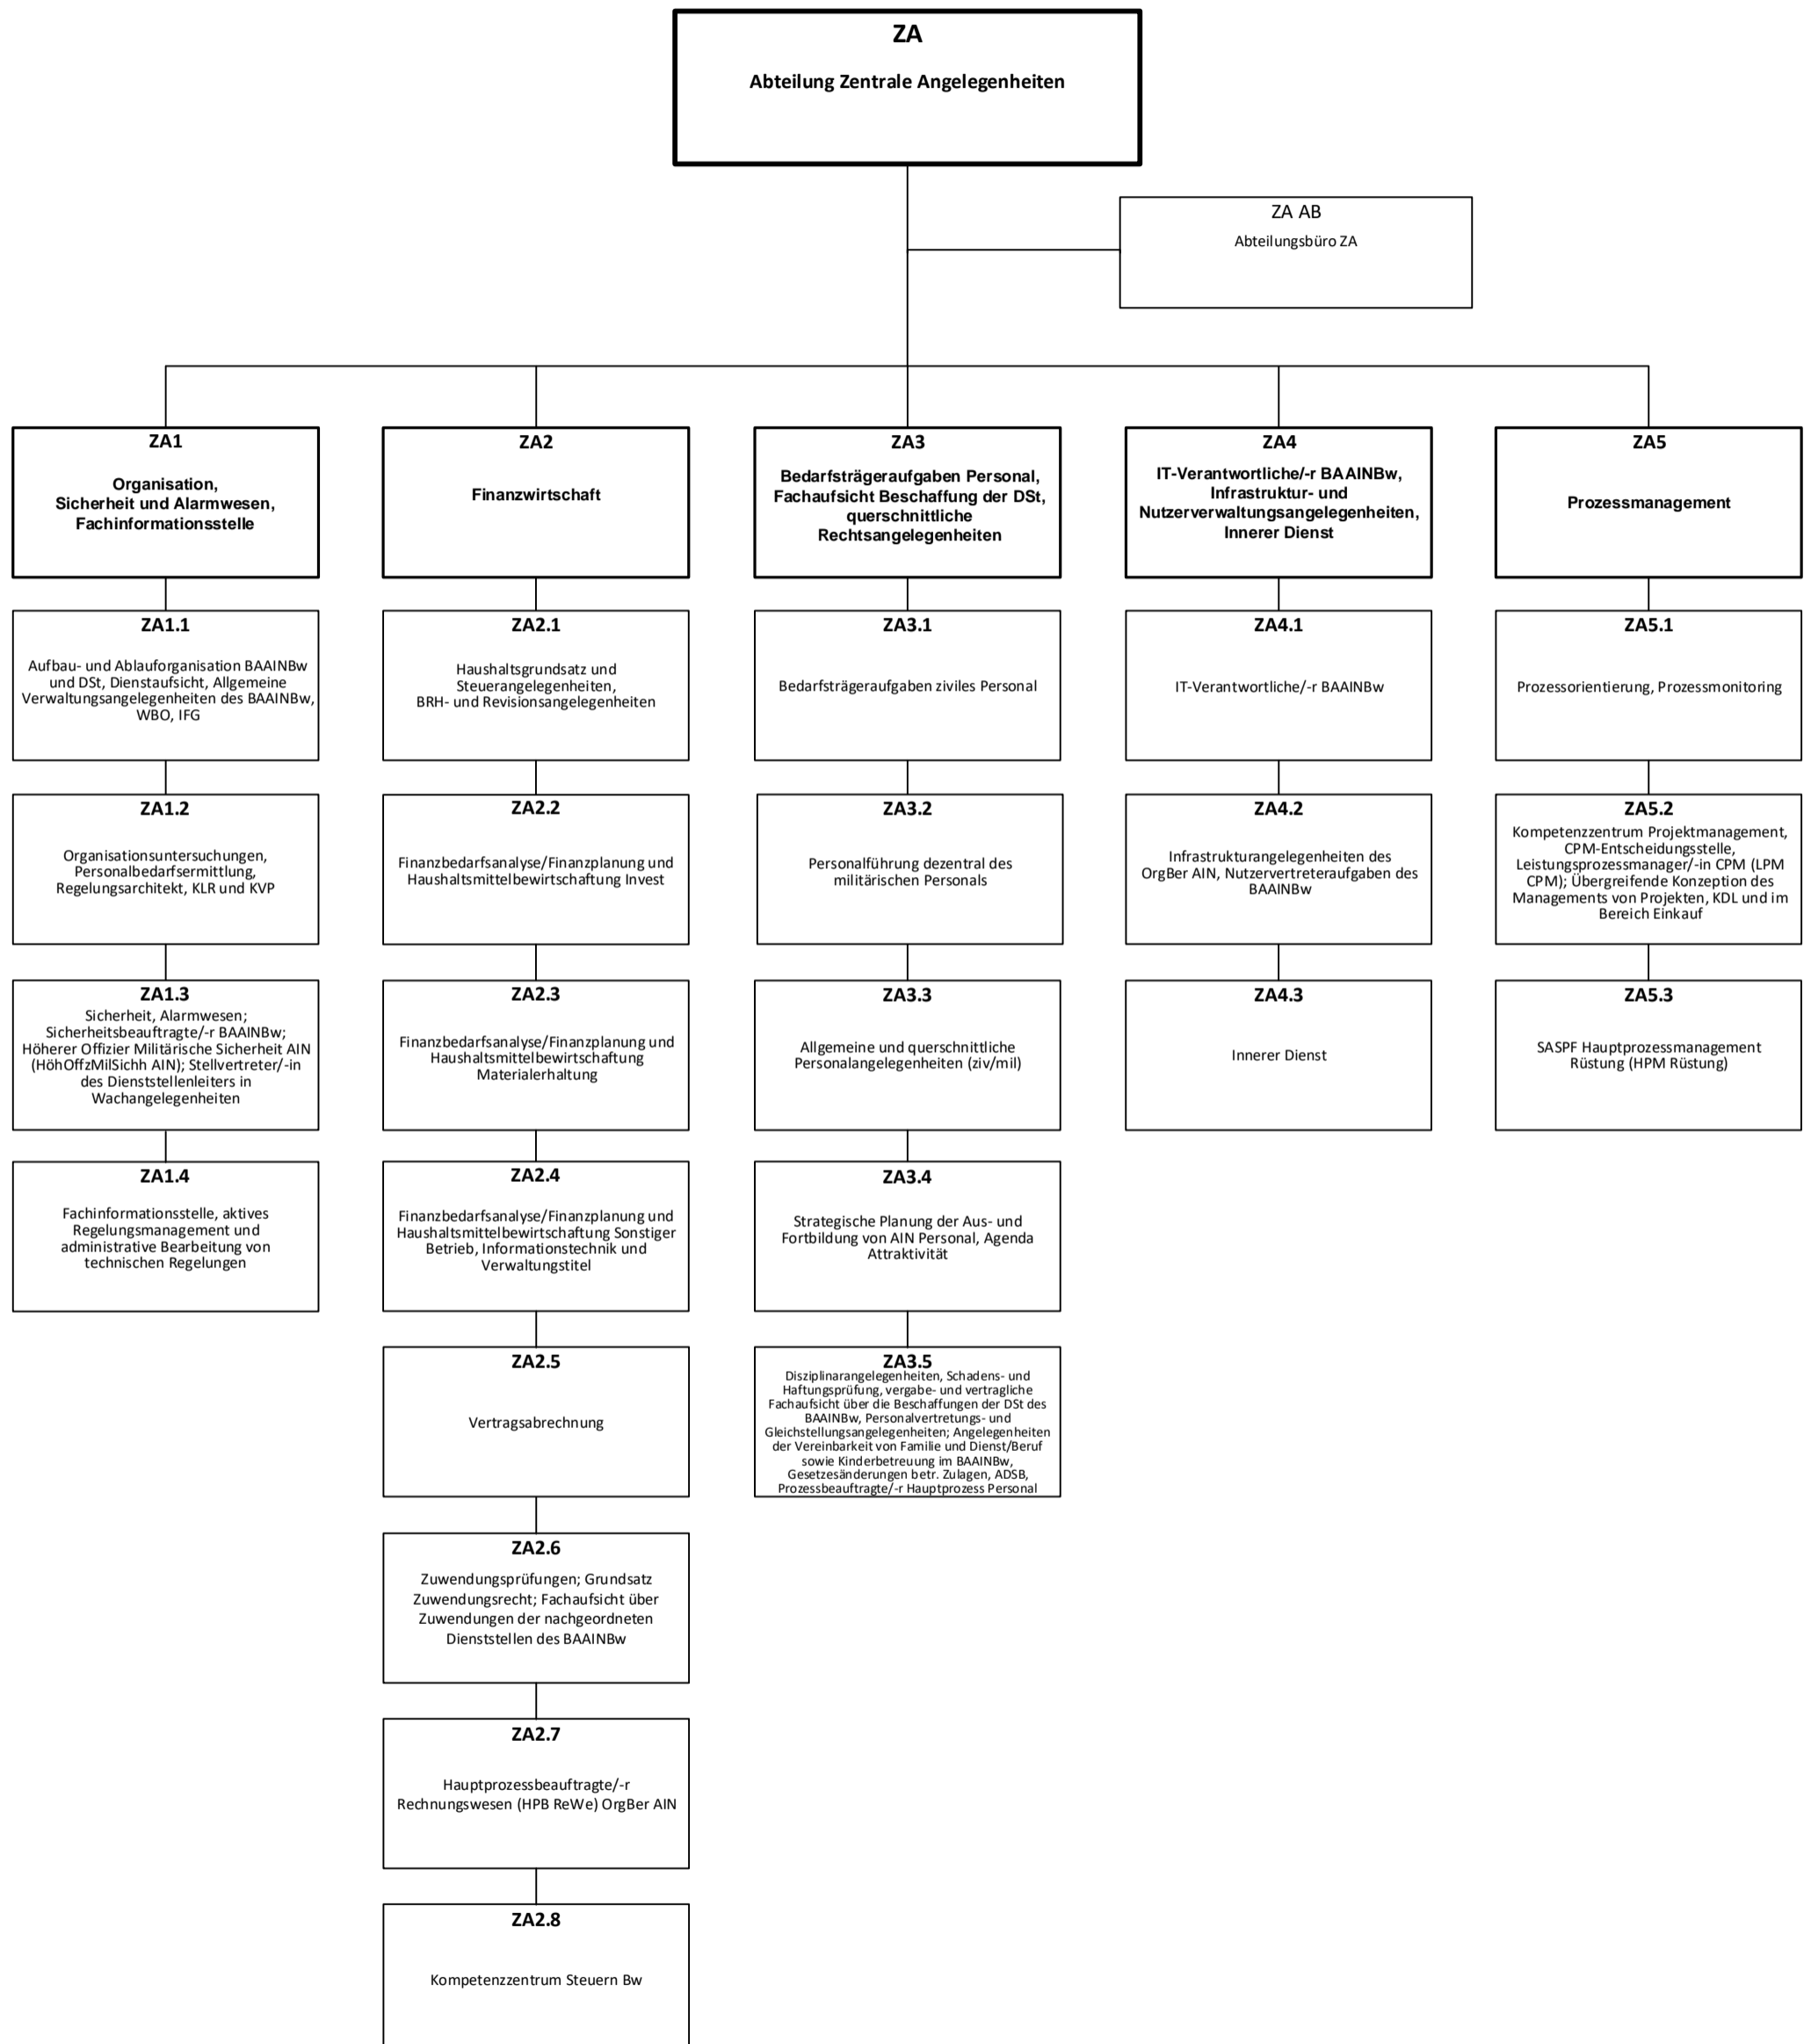 ZA
Abteilung Zentrale Angelegenheiten
ZA AB
Abteilungsbüro ZA
ZA1
Organisation,
Sicherheit und Alarmwesen,
Fachinformationsstelle
ZA1.1
Aufbau- und Ablauforganisation BAAINBw
und DSt, Dienstaufsicht, Allgemeine
Verwaltungsangelegenheiten des BAAINBw,
WBO, IFG
ZA1.2
Organisationsuntersuchungen,
Personalbedarfsermittlung,
Regelungsarchitekt, KLR und KVP
ZA1.3
Sicherheit, Alarmwesen;
Sicherheitsbeauftragte/-r BAAINBw;
Höherer Offizier Militärische Sicherheit AIN
(HöhOffzMilSichh AIN); Stellvertreter/-in
des Dienststellenleiters in
Wachangelegenheiten
ZA1.4
Fachinformationsstelle, aktives
Regelungsmanagement und
administrative Bearbeitung von
technischen Regelungen
ZA2
Finanzwirtschaft
ZA2.1
Haushaltsgrundsatz und
Steuerangelegenheiten,
BRH- und Revisionsangelegenheiten
ZA2.2
Finanzbedarfsanalyse/Finanzplanung und
Haushaltsmittelbewirtschaftung Invest
ZA2.3
Finanzbedarfsanalyse/Finanzplanung und
Haushaltsmittelbewirtschaftung
Materialerhaltung
ZA2.4
Finanzbedarfsanalyse/Finanzplanung und
Haushaltsmittelbewirtschaftung Sonstiger
Betrieb, Informationstechnik und
Verwaltungstitel
ZA2.5
Vertragsabrechnung
ZA2.6
Zuwendungsprüfungen; Grundsatz
Zuwendungsrecht; Fachaufsicht über
Zuwendungen der nachgeordneten
Dienststellen des BAAINBw
ZA2.7
Hauptprozessbeauftragte/-r
Rechnungswesen (HPB ReWe) OrgBer AIN
ZA2.8
Kompetenzzentrum Steuern Bw
ZA3
Bedarfsträgeraufgaben Personal,
Fachaufsicht Beschaffung der DSt,
querschnittliche
Rechtsangelegenheiten
ZA3.1
Bedarfsträgeraufgaben ziviles Personal
ZA3.2
Personalführung dezentral des
militärischen Personals
ZA3.3
Allgemeine und querschnittliche
Personalangelegenheiten (ziv/mil)
ZA3.4
Strategische Planung der Aus- und
Fortbildung von AIN Personal, Agenda
Attraktivität
ZA3.5
Disziplinarangelegenheiten, Schadens- und
Haftungsprüfung, vergabe- und vertragliche
Fachaufsicht über die Beschaffungen der DSt des
BAAINBw, Personalvertretungs- und
Gleichstellungsangelegenheiten; Angelegenheiten
der Vereinbarkeit von Familie und Dienst/Beruf
sowie Kinderbetreuung im BAAINBw,
Gesetzesänderungen betr. Zulagen, ADSB,
Prozessbeauftragte/-r Hauptprozess Personal
ZA4
IT-Verantwortliche/-r BAAINBw,
Infrastruktur- und
Nutzerverwaltungsangelegenheiten,
Innerer Dienst
ZA4.1
IT-Verantwortliche/-r BAAINBw
ZA4.2
Infrastrukturangelegenheiten des
OrgBer AIN, Nutzervertreteraufgaben des
BAAINBw
ZA4.3
Innerer Dienst
ZA5
Prozessmanagement
ZA5.1
Prozessorientierung, Prozessmonitoring
ZA5.2
Kompetenzzentrum Projektmanagement,
CPM-Entscheidungsstelle,
Leistungsprozessmanager/-in CPM (LPM
CPM); Übergreifende Konzeption des
Managements von Projekten, KDL und im
Bereich Einkauf
ZA5.3
SASPF Hauptprozessmanagement
Rüstung (HPM Rüstung)